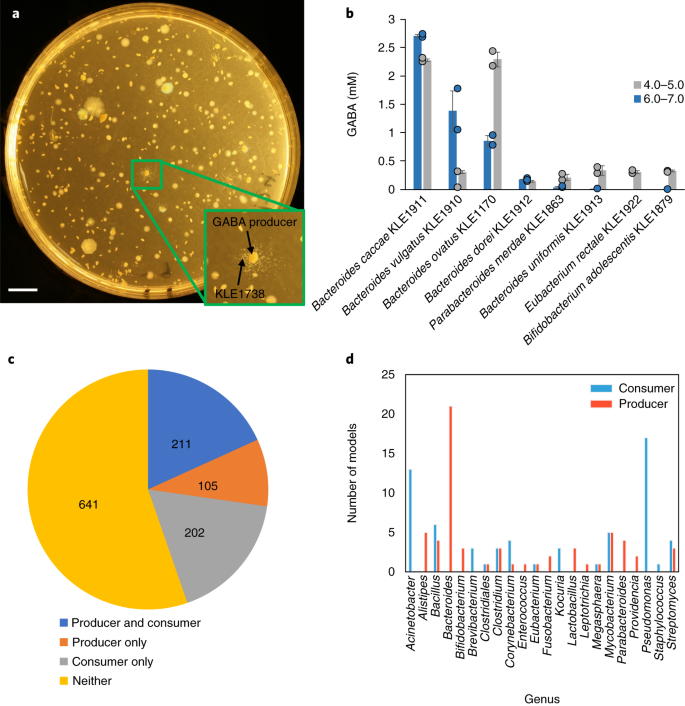 a
GABA producer
KLE1738
b
GABA (mM)
3
2.5
2
1.5
1
0.5
0
4.0–5.0
6.0–7.0
Bacteroides caccae KLE1911
Bacteroides vulgatus KLE1910
Bacteroides ovatus KLE1170
Bacteroides dorei KLE1912
Parabacteroides merdae KLE1863
Bacteroides uniformis KLE1913
Eubacterium rectale KLE1922
Bifidobacterium adolescentis KLE1879
c
211
105
202
641
Producer and consumer
Producer only
Consumer only
Neither
d
Number of models
25
20
15
10
5
0
Consumer
Producer
Acinetobacter
Alistipes
Bacillus
Bacteroides
Bifidobacterium
Brevibacterium
Clostridiales
Clostridium
Corynebacterium
Enterococcus
Eubacterium
Fusobacterium
Kocuria
Lactobacillus
Leptotrichia
Megasphaera
Mycobacterium
Parabacteroides
Providencia
Pseudomonas
Staphylococcus
Streptomyces
Genus